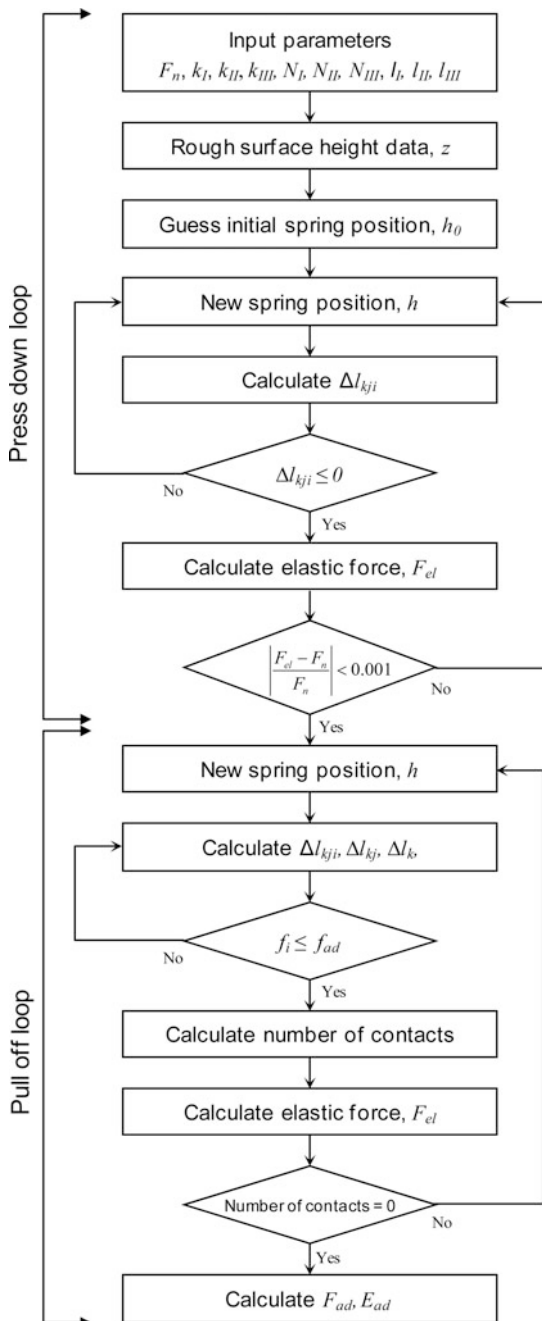 Input parameters
Fₙ, k_I, k_II, k_III, N_I, N_II, N_III, l_I, l_II, l_III
Rough surface height data, z
Guess initial spring position, h₀
New spring position, h
Calculate Δl_kji
Δl_kji ≤ 0
No
Yes
Calculate elastic force, F_el
|F_el − F_n / F_n| < 0.001
No
Yes
Press down loop
New spring position, h
Calculate Δl_kji, Δl_kj, Δl_k,
f_i ≤ f_ad
No
Yes
Calculate number of contacts
Calculate elastic force, F_el
Number of contacts = 0
No
Yes
Calculate F_ad, E_ad
Pull off loop